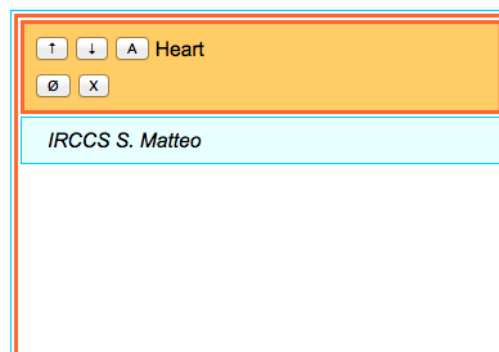 ↑ ↓ A Heart
Ø X
IRCCS S. Matteo